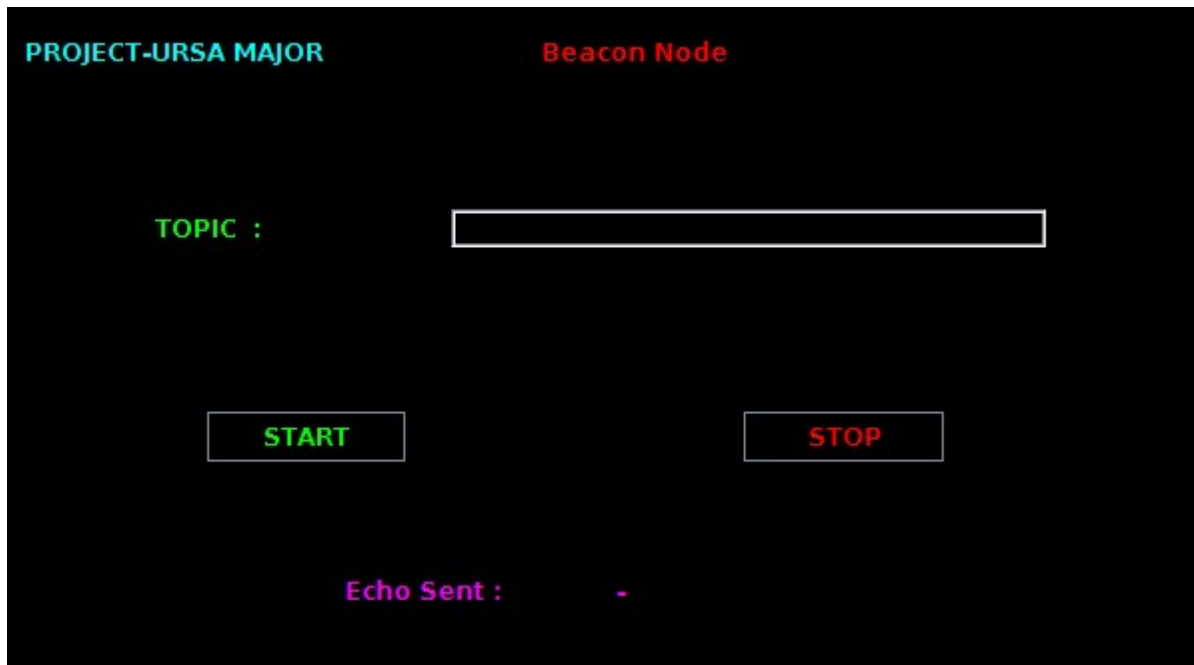 PROJECT-URSA MAJOR Beacon Node
TOPIC :
START STOP
Echo Sent : -